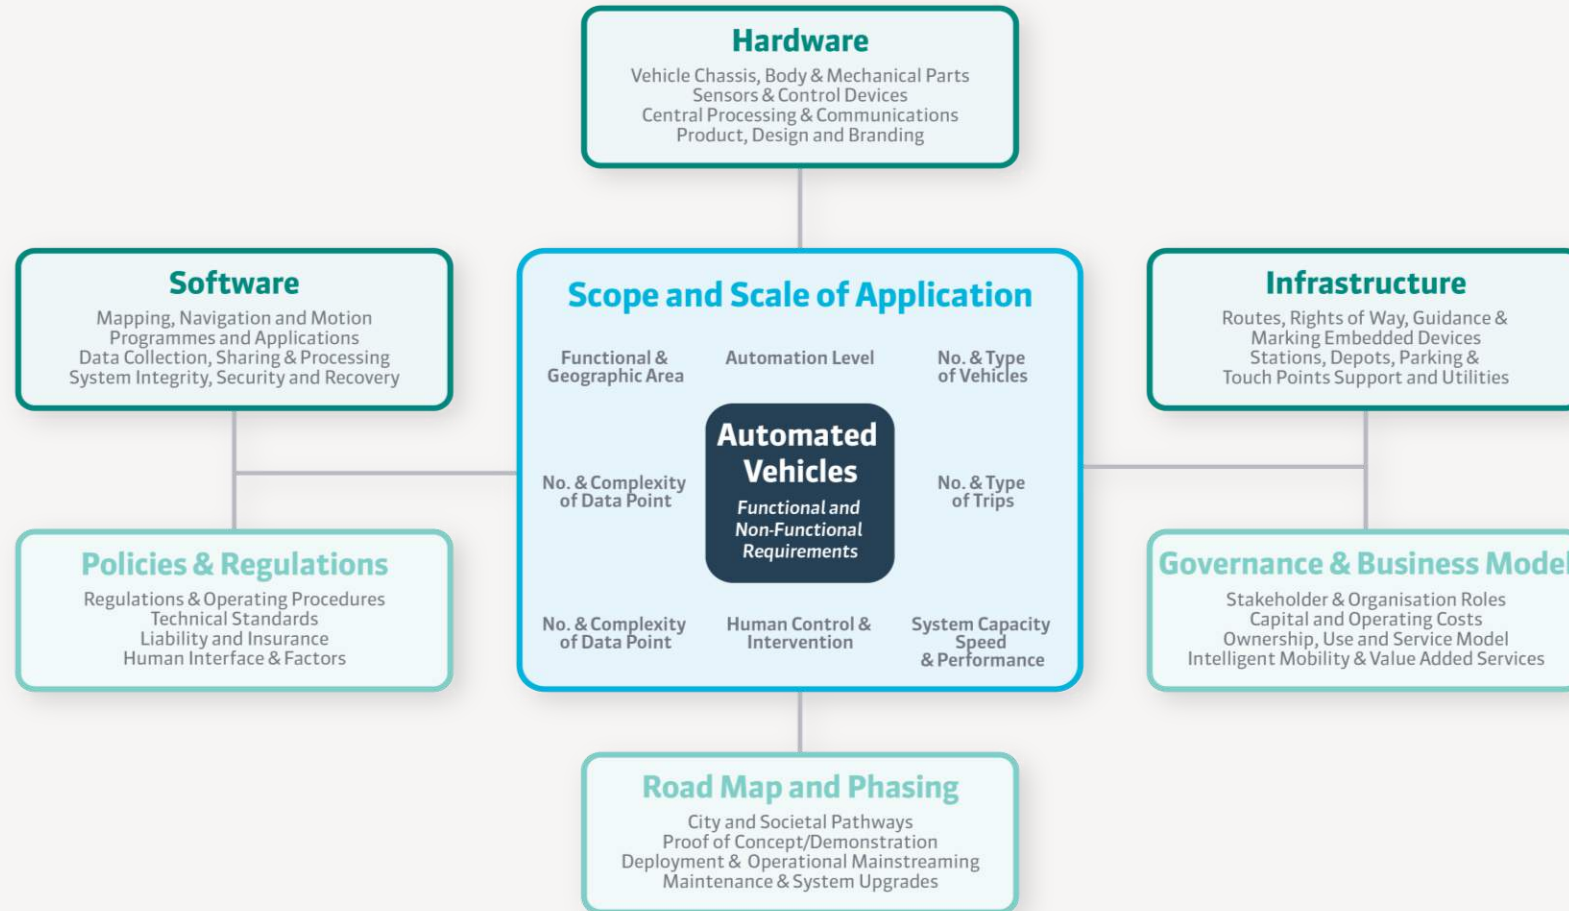 Hardware
Vehicle Chassis, Body & Mechanical Parts
Sensors & Control Devices
Central Processing & Communications
Product, Design and Branding
Software
Mapping, Navigation and Motion
Programmes and Applications
Data Collection, Sharing & Processing
System Integrity, Security and Recovery
Scope and Scale of Application
Functional &
Geographic Area
Automation Level
No. & Type
of Vehicles
No. & Complexity
of Data Point
Automated
Vehicles
Functional and
Non-Functional
Requirements
No. & Type
of Trips
No. & Complexity
of Data Point
Human Control &
Intervention
System Capacity
Speed
& Performance
Infrastructure
Routes, Rights of Way, Guidance &
Marking Embedded Devices
Stations, Depots, Parking &
Touch Points Support and Utilities
Policies & Regulations
Regulations & Operating Procedures
Technical Standards
Liability and Insurance
Human Interface & Factors
Governance & Business Model
Stakeholder & Organisation Roles
Capital and Operating Costs
Ownership, Use and Service Model
Intelligent Mobility & Value Added Services
Road Map and Phasing
City and Societal Pathways
Proof of Concept/Demonstration
Deployment & Operational Mainstreaming
Maintenance & System Upgrades